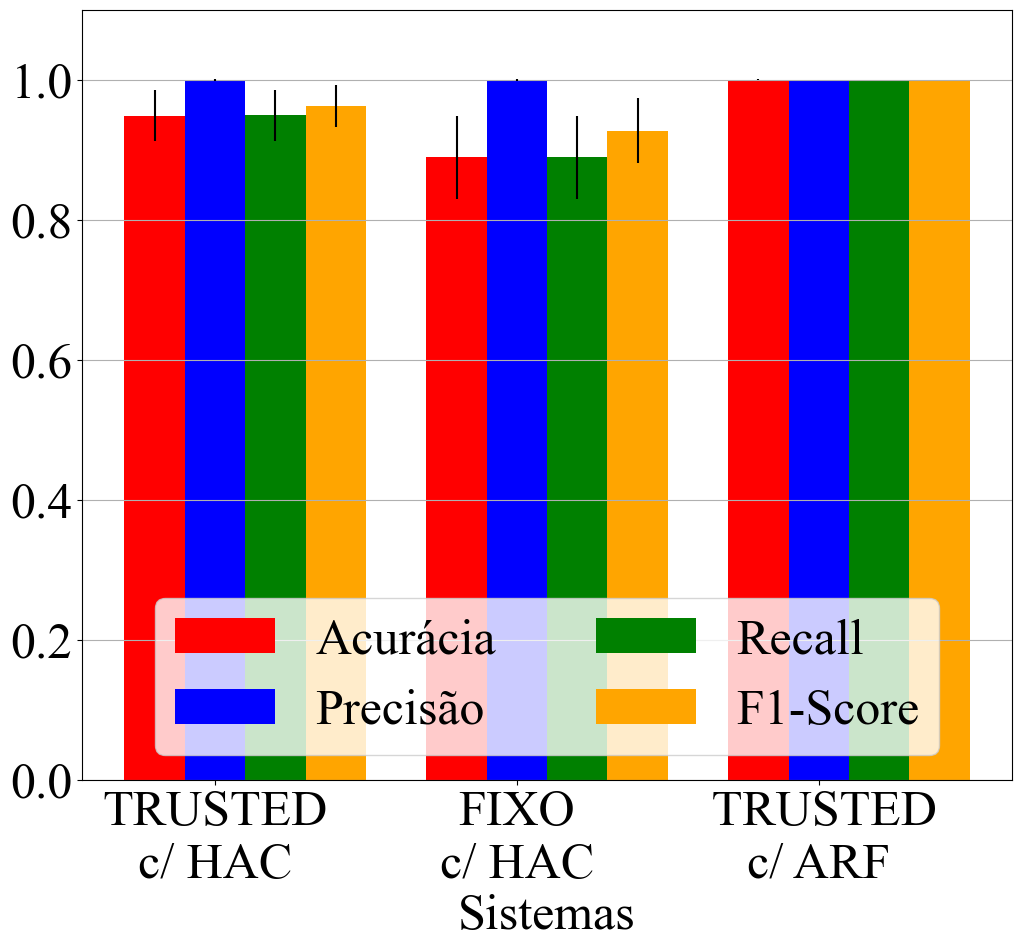 1.0
0.8
0.6
0.4
0.2
0.0
Acurácia
Precisão
Recall
F1-Score
TRUSTED
c/ HAC
FIXO
c/ HAC
TRUSTED
c/ ARF
Sistemas